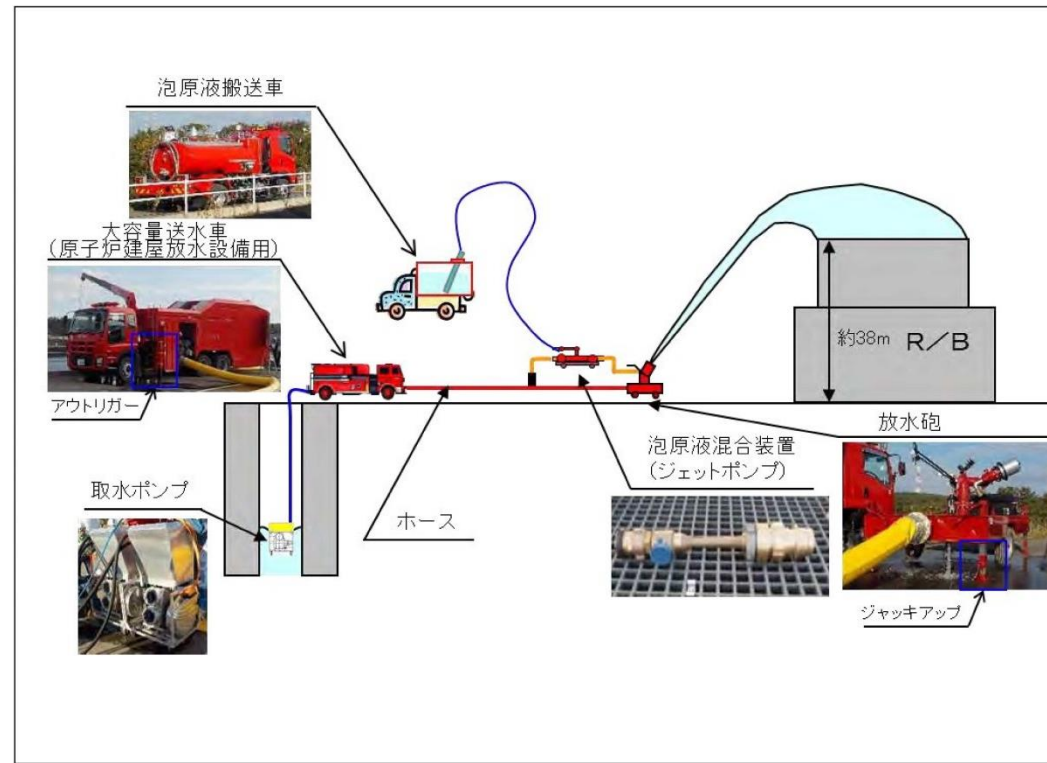 泡原液搬送車
大容量送水車
(原子炉建屋放水設備用)
アウトリガー
取水ポンプ
ホース
泡原液混合装置
(ジェットポンプ)
約38m
R/B
放水砲
ジャッキアップ